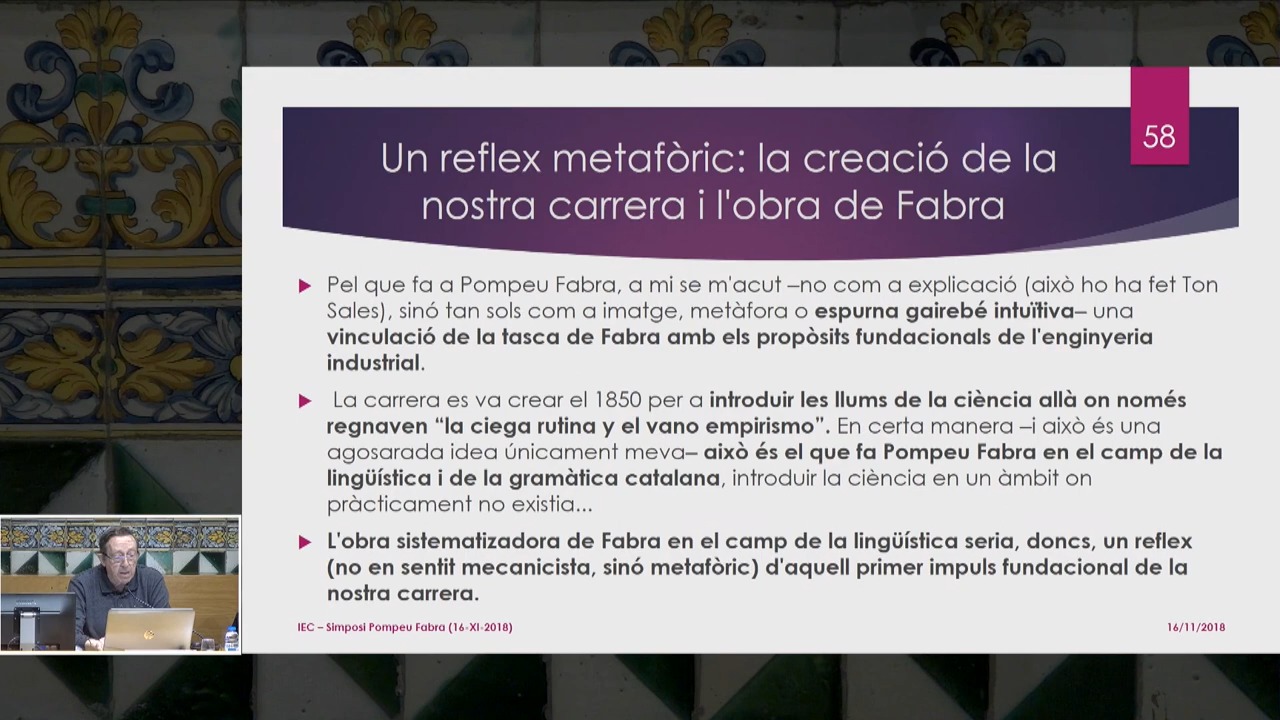 58
Un reflex metafòric: la creació de la
nostra carrera i l'obra de Fabra
Pel que fa a Pompeu Fabra, a mi se m'acut –no com a explicació (això ho ha fet Ton
Sales), sinó tan sols com a imatge, metàfora o espurna gairebé intuïtiva– una
vinculació de la tasca de Fabra amb els propòsits fundacionals de l'enginyeria
industrial.
La carrera es va crear el 1850 per a introduir les llums de la ciència allà on només
regnaven “la ciega rutina y el vano empirismo”. En certa manera –i això és una
agosarada idea únicament meva– això és el que fa Pompeu Fabra en el camp de la
lingüística i de la gramàtica catalana, introduir la ciència en un àmbit on
pràcticament no existia...
L'obra sistematizadora de Fabra en el camp de la lingüística seria, doncs, un reflex
(no en sentit mecanicista, sinó metafòric) d'aquell primer impuls fundacional de la
nostra carrera.
IEC – Simposi Pompeu Fabra (16-XI-2018)
16/11/2018